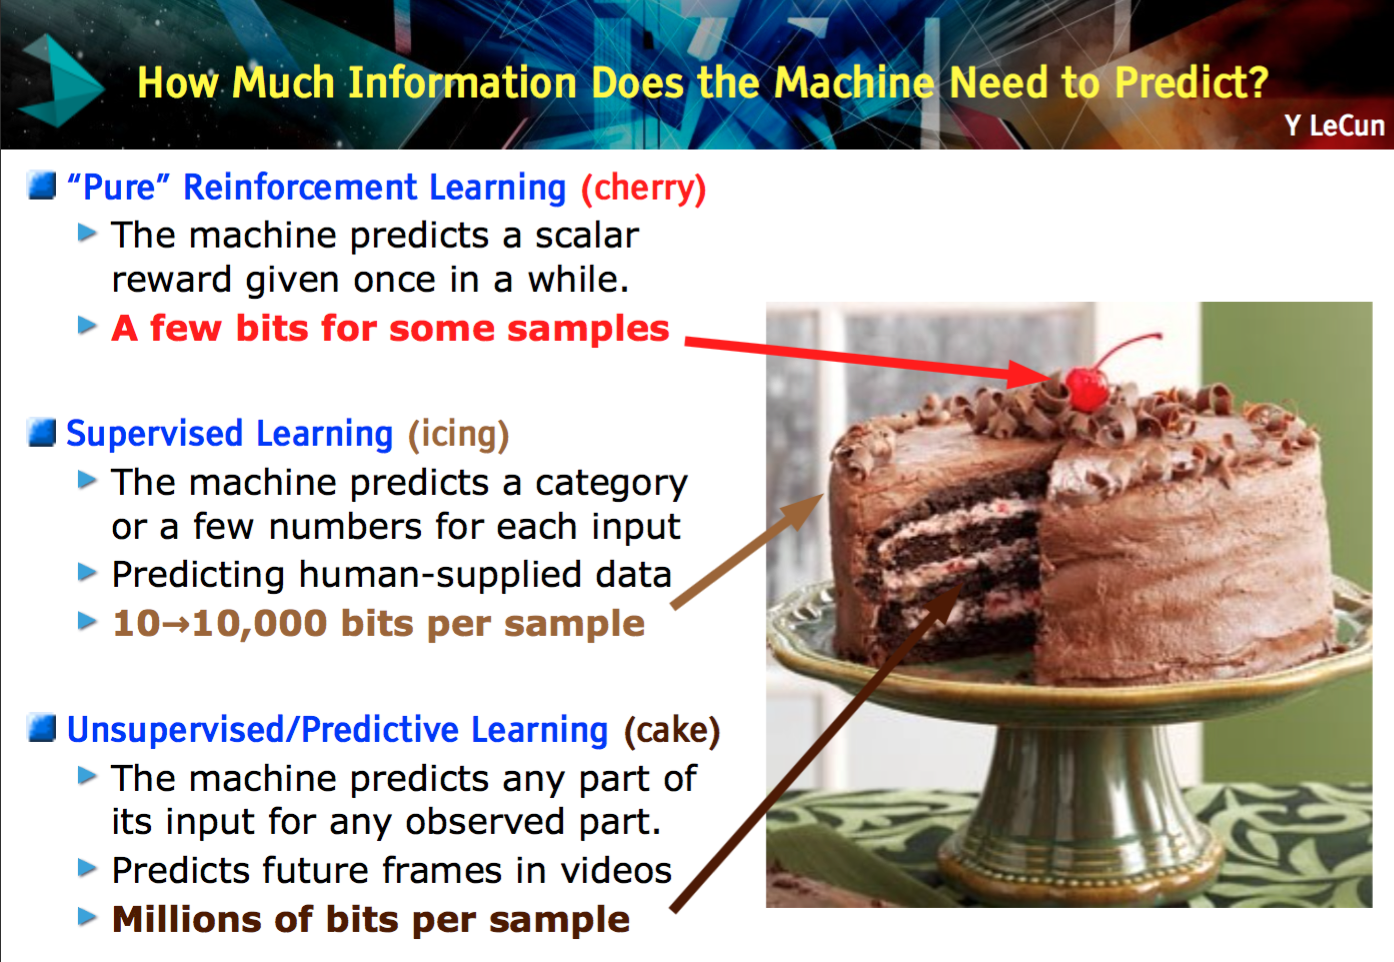 How Much Information Does the Machine Need to Predict?
Y LeCun
“Pure” Reinforcement Learning (cherry)
The machine predicts a scalar
reward given once in a while.
A few bits for some samples
Supervised Learning (icing)
The machine predicts a category
or a few numbers for each input
Predicting human-supplied data
10→10,000 bits per sample
Unsupervised/Predictive Learning (cake)
The machine predicts any part of
its input for any observed part.
Predicts future frames in videos
Millions of bits per sample